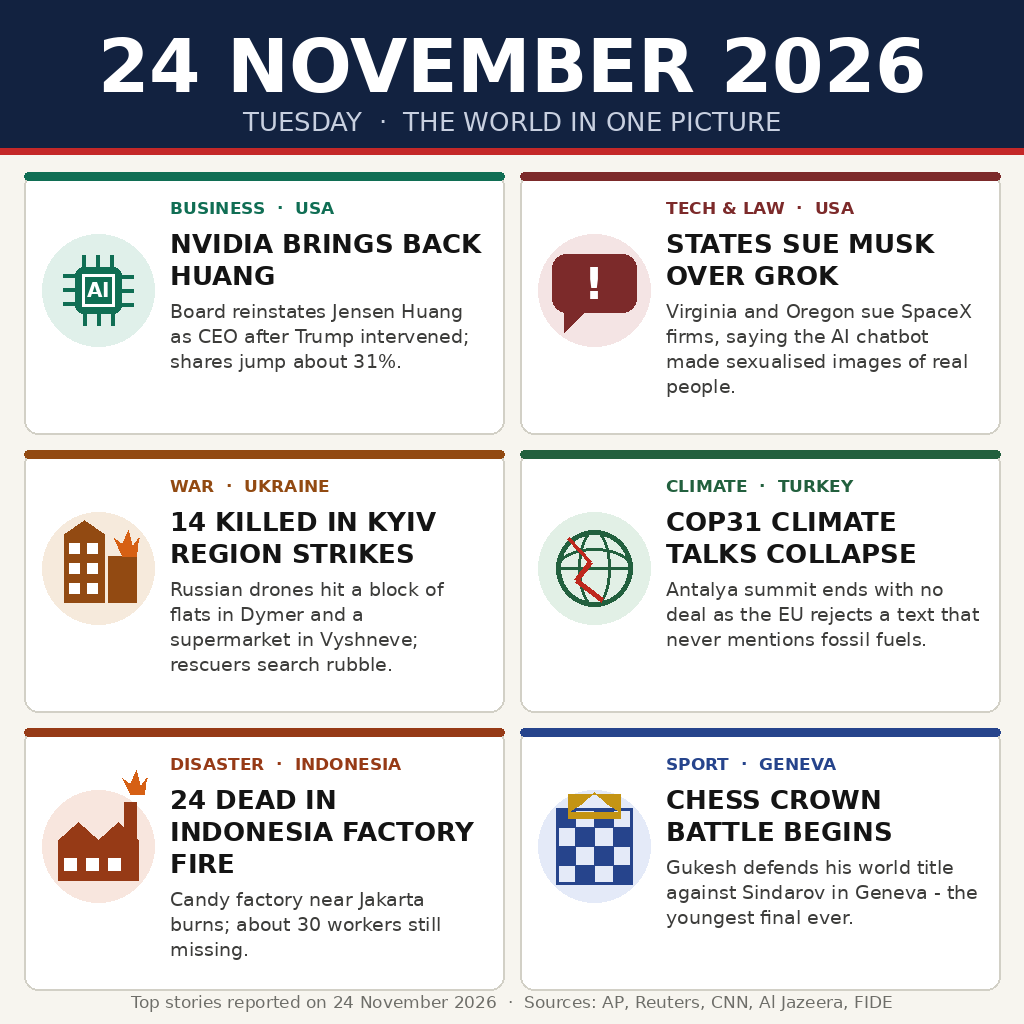 24 NOVEMBER 2026
TUESDAY · THE WORLD IN ONE PICTURE
BUSINESS · USA
NVIDIA BRINGS BACK
HUANG
AI
Board reinstates Jensen Huang
as CEO after Trump intervened;
shares jump about 31%.
TECH & LAW · USA
STATES SUE MUSK
OVER GROK
!
Virginia and Oregon sue SpaceX
firms, saying the AI chatbot
made sexualised images of real
people.
WAR · UKRAINE
14 KILLED IN KYIV
REGION STRIKES
Russian drones hit a block of
flats in Dymer and a
supermarket in Vyshneve;
rescuers search rubble.
CLIMATE · TURKEY
COP31 CLIMATE
TALKS COLLAPSE
Antalya summit ends with no
deal as the EU rejects a text that
never mentions fossil fuels.
DISASTER · INDONESIA
24 DEAD IN
INDONESIA FACTORY
FIRE
Candy factory near Jakarta
burns; about 30 workers still
missing.
SPORT · GENEVA
CHESS CROWN
BATTLE BEGINS
Gukesh defends his world title
against Sindarov in Geneva - the
youngest final ever.
Top stories reported on 24 November 2026 · Sources: AP, Reuters, CNN, Al Jazeera, FIDE